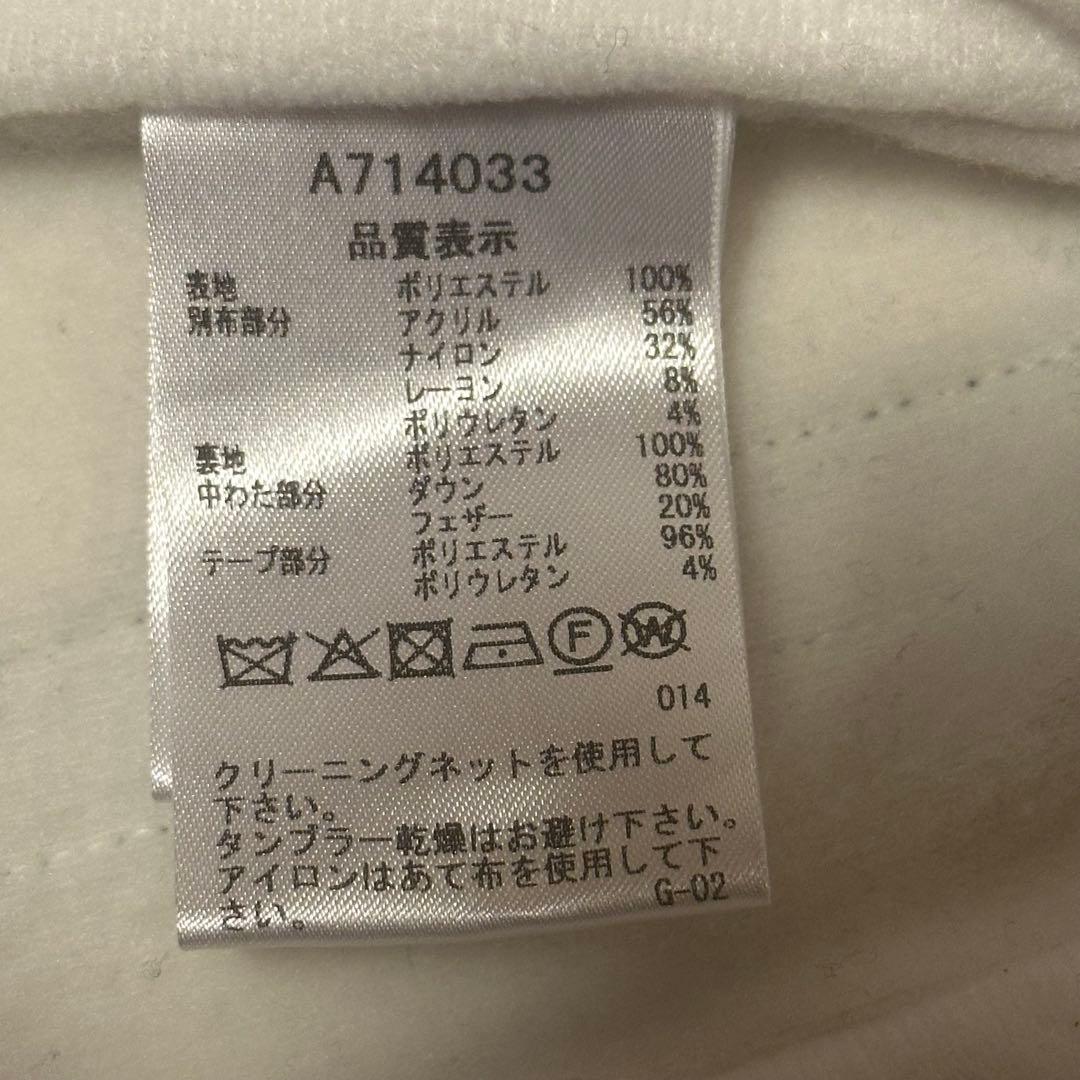 A714033
品質表示
表地 ポリエステル 100%
別布部分 アクリル 56%
ナイロン 32%
レーヨン 8%
ポリウレタン 4%
裏地 ポリエステル 100%
中わた部分 ダウン 80%
フェザー 20%
テープ部分 ポリエステル 96%
ポリウレタン 4%
F W
014
クリーニングネットを使用して
下さい。
タンブラー乾燥はお避け下さい。
アイロンはあて布を使用して下
さい。 G-02